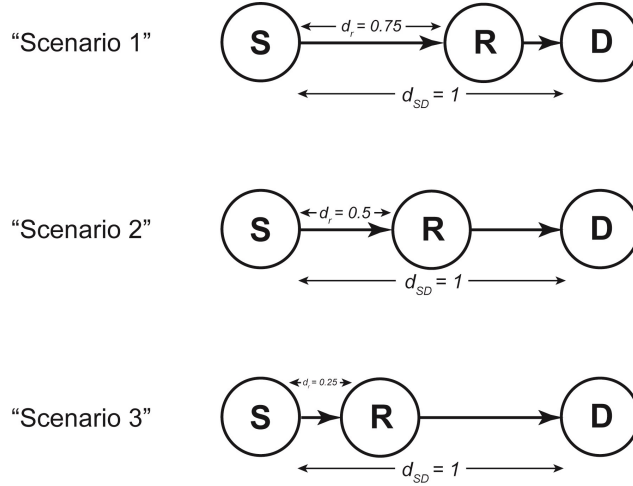 “Scenario 1” S d_r = 0.75 R D
d_SD = 1
“Scenario 2” S d_r = 0.5 R D
d_SD = 1
“Scenario 3” S d_r = 0.25 R D
d_SD = 1